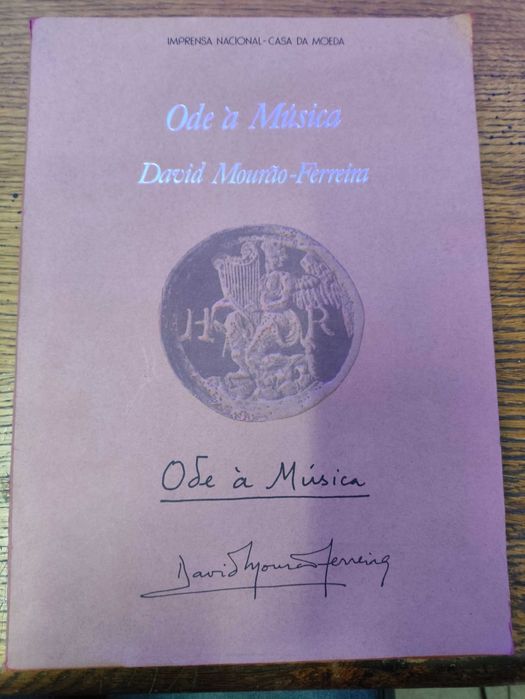 IMPRENSA NACIONAL-CASA DA MOEDA
Ode à Música
David Mourão-Ferreira
H R
Ode à Música
David Mourão-Ferreira